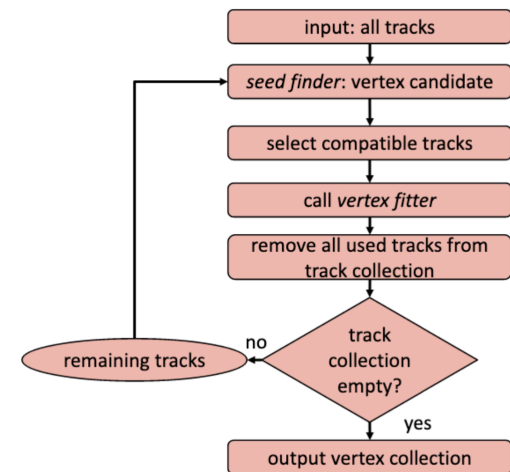 input: all tracks
seed finder: vertex candidate
select compatible tracks
call vertex fitter
remove all used tracks from
track collection
track
collection
empty?
no
remaining tracks
yes
output vertex collection